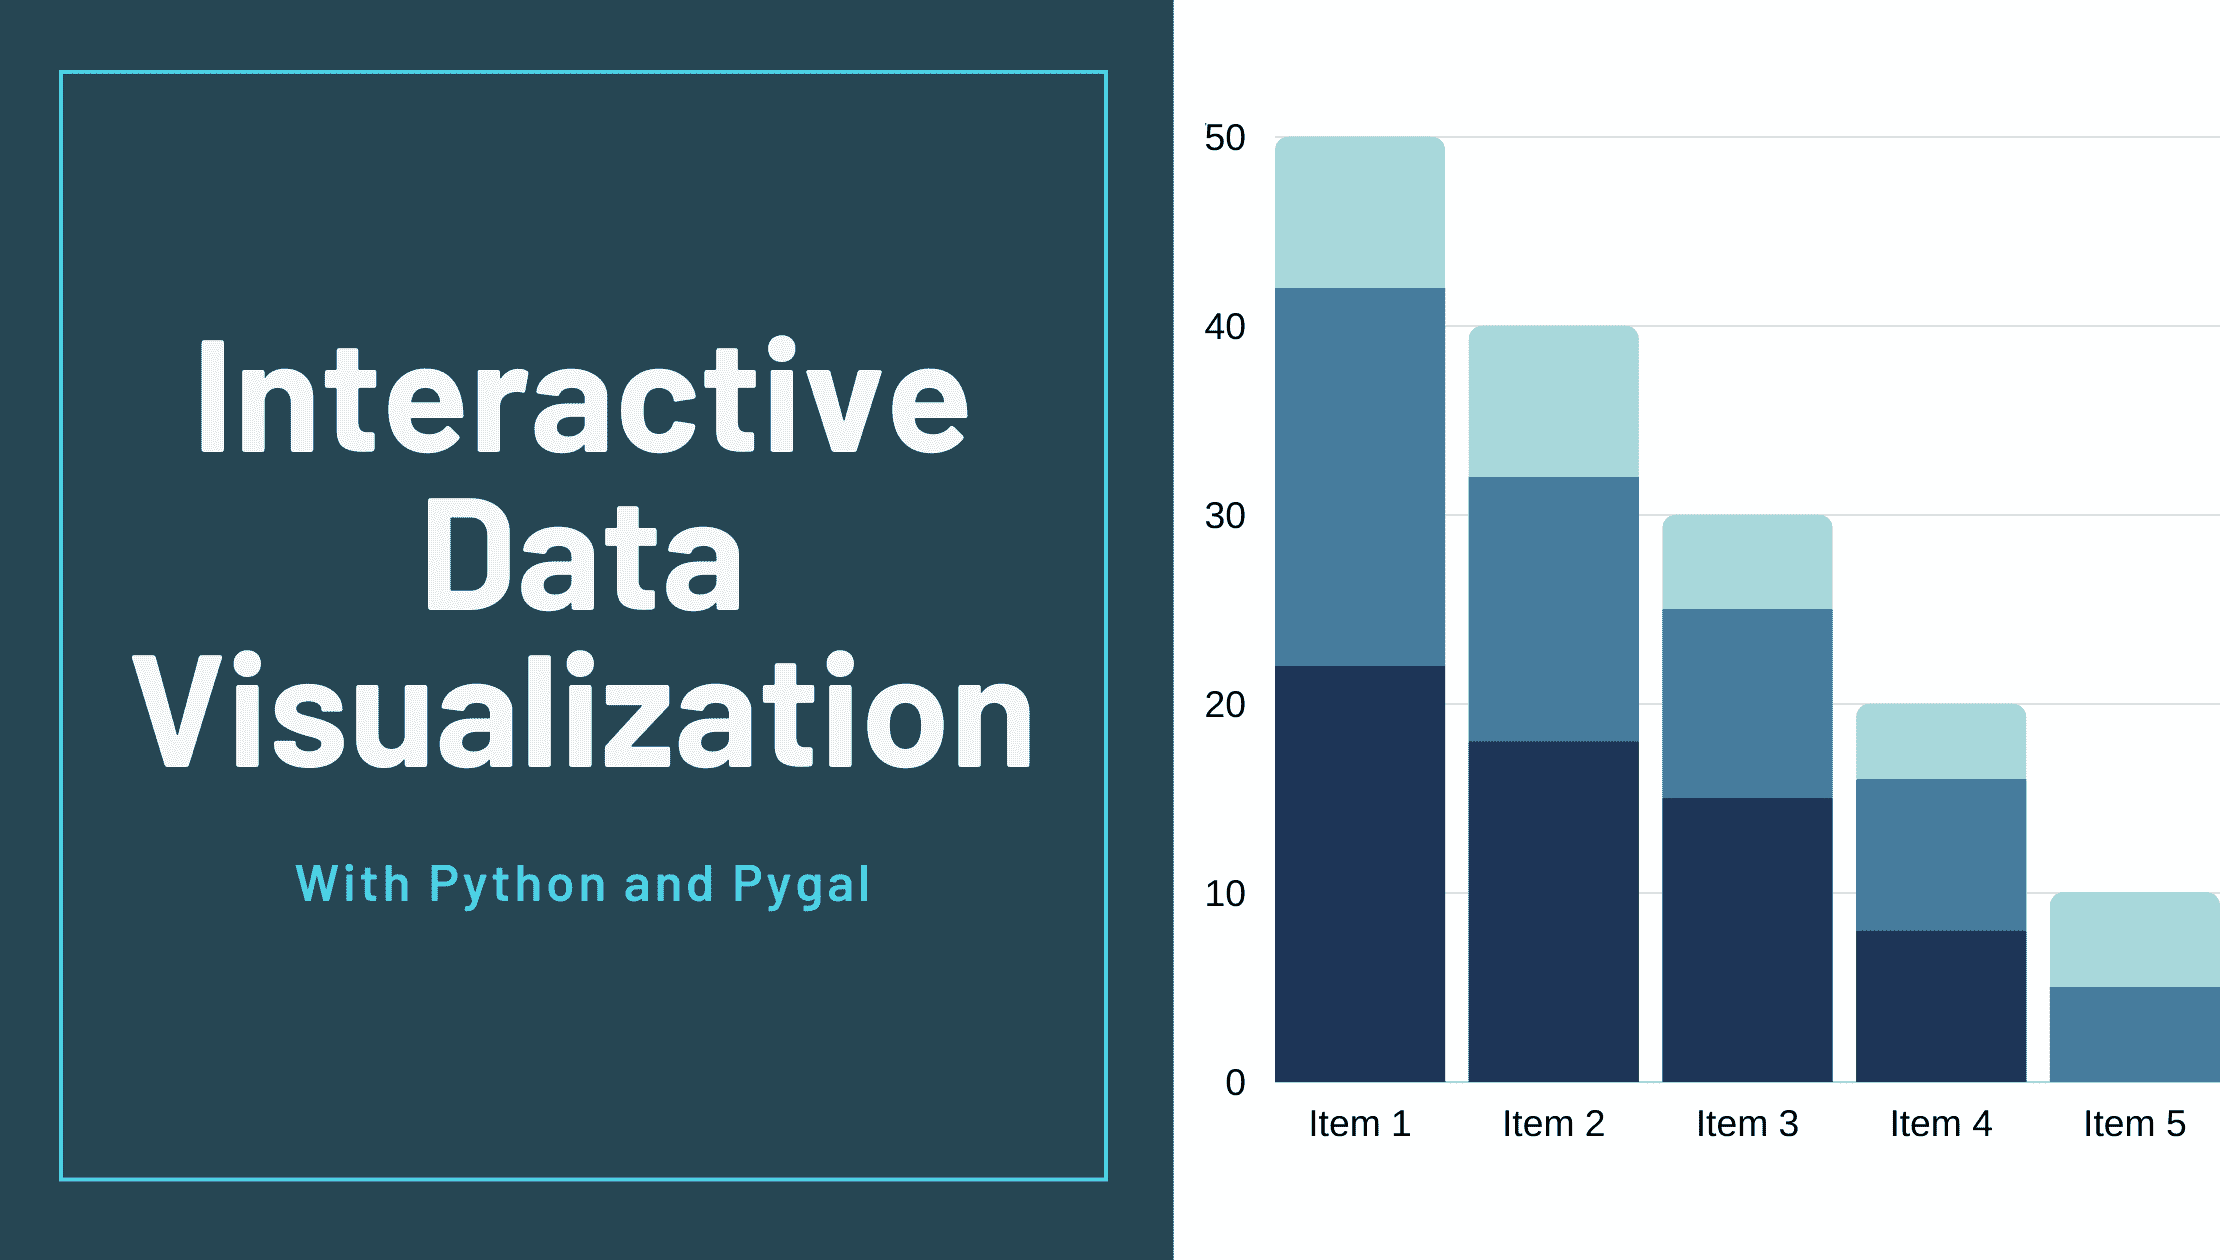 Interactive
Data
Visualization
With Python and Pygal
50
40
30
20
10
0
Item 1 Item 2 Item 3 Item 4 Item 5